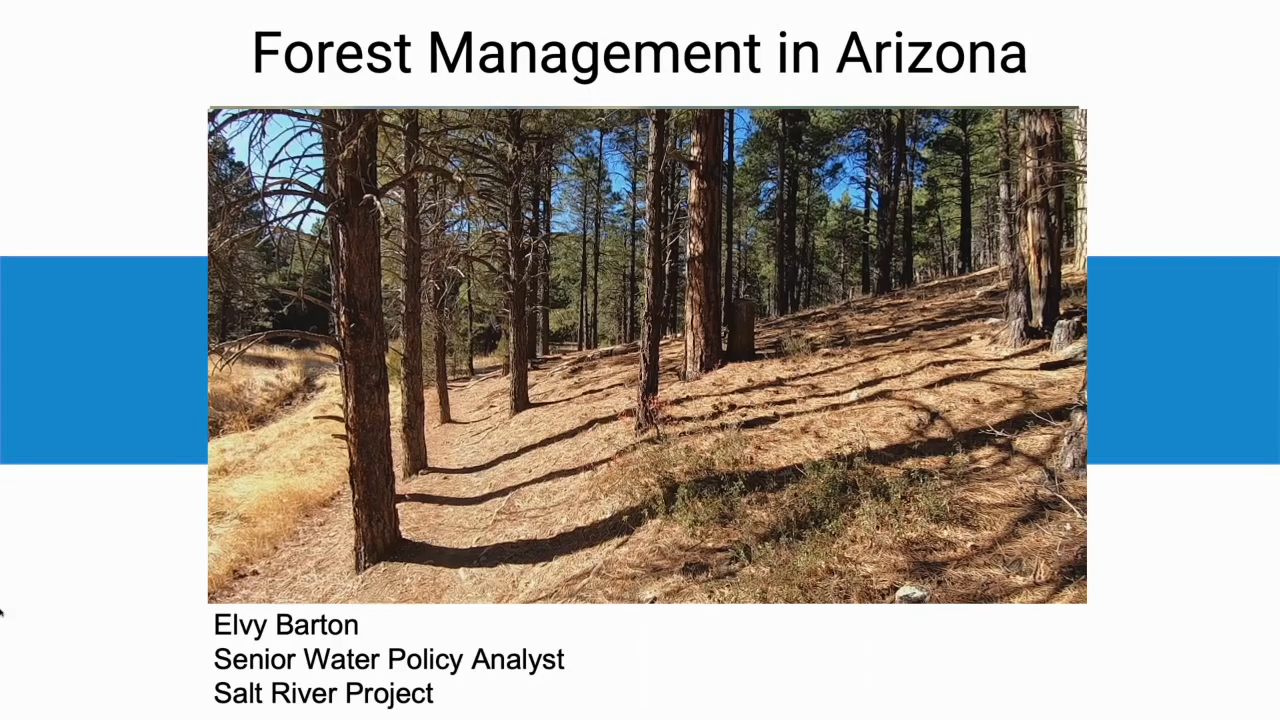 Forest Management in Arizona
Elvy Barton
Senior Water Policy Analyst
Salt River Project